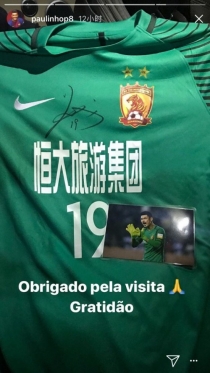 paulinhop8 12小时
恒大旅游集团
19
Obrigado pela visita 🙏
Gratidão